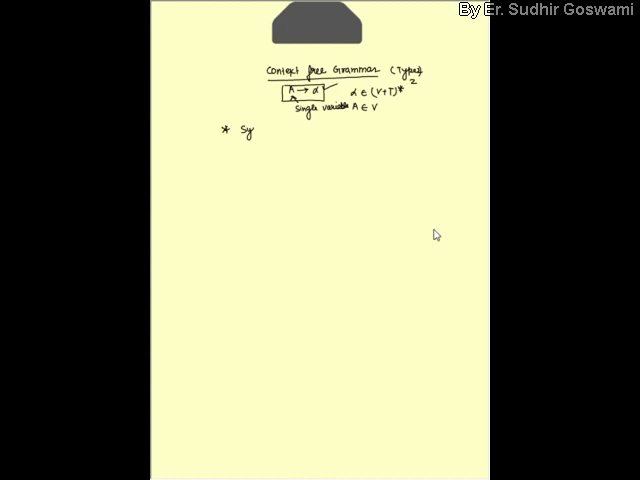 By Er. Sudhir Goswami
Context free Grammar (Type 2)
A → α α ∈ (V+T)*
Single variable A ∈ V
* Sy